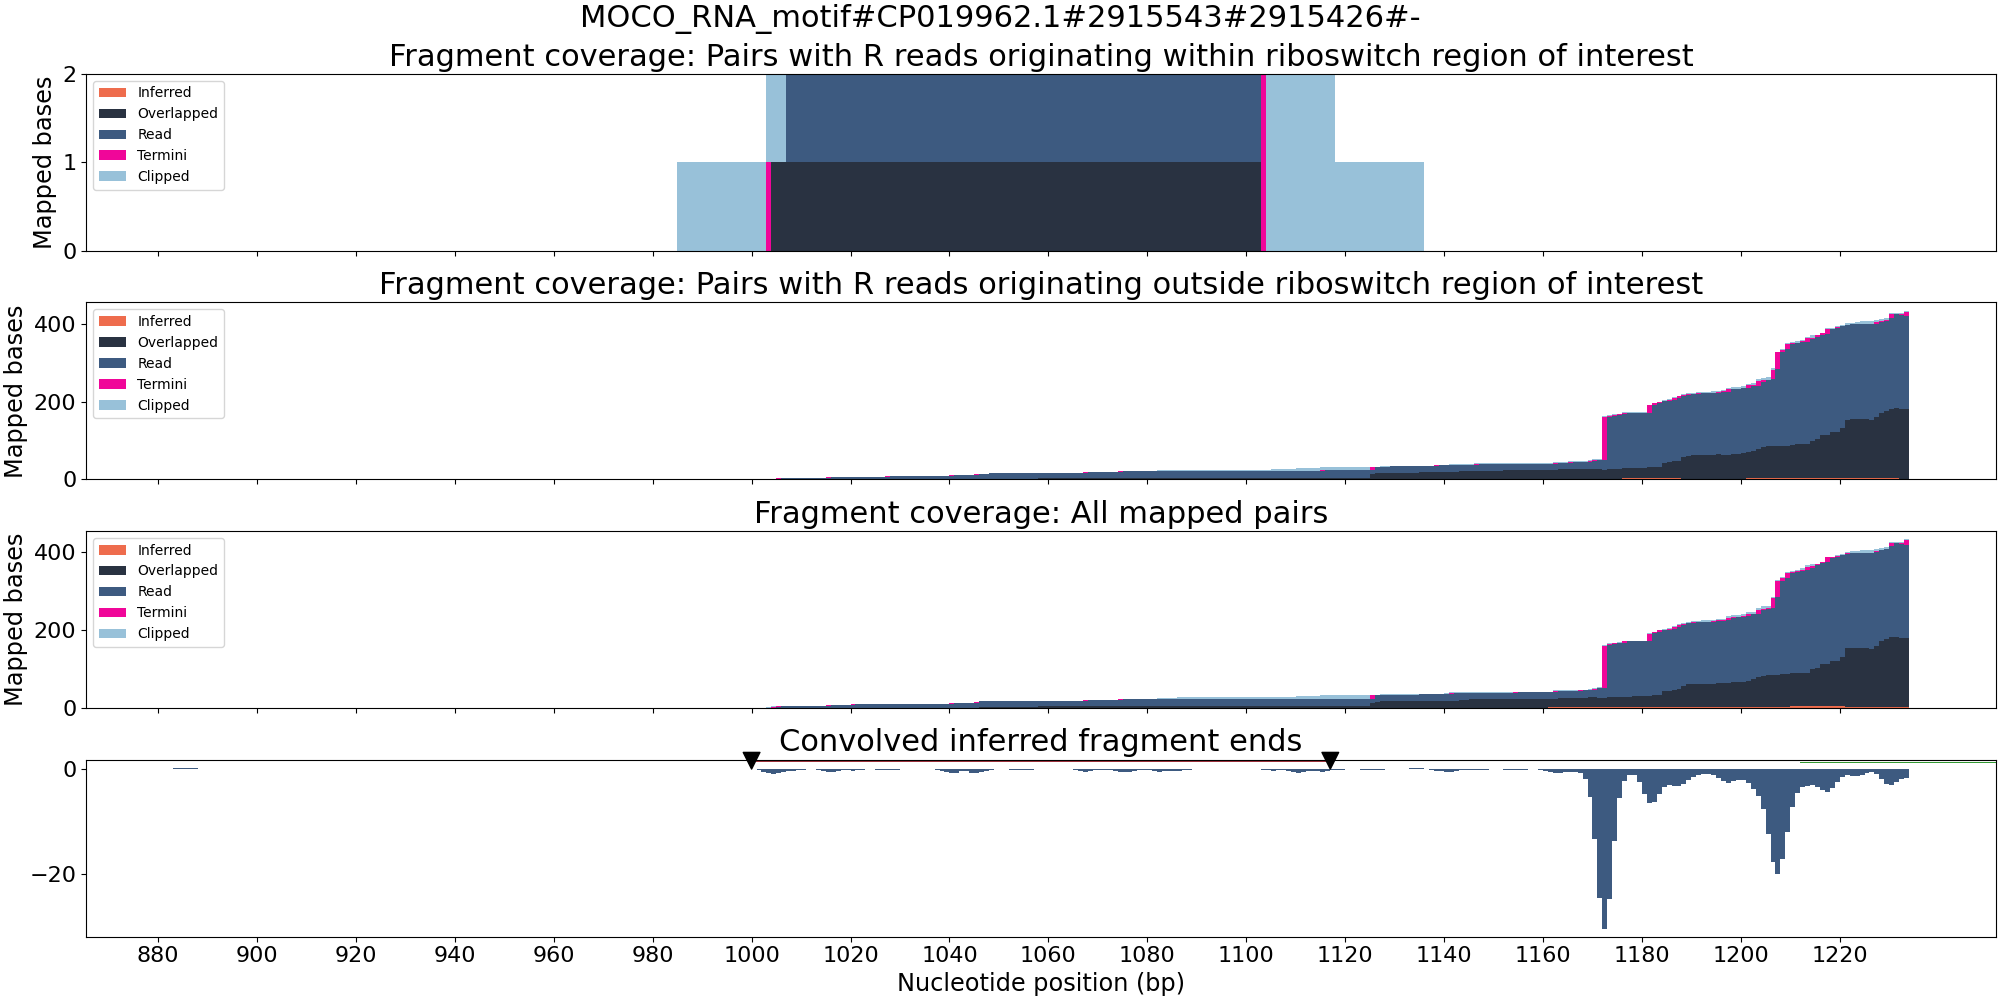 MOCO_RNA_motif#CP019962.1#2915543#2915426#-
Fragment coverage: Pairs with R reads originating within riboswitch region of interest
Mapped bases
2
1
0
Inferred
Overlapped
Read
Termini
Clipped
Fragment coverage: Pairs with R reads originating outside riboswitch region of interest
Mapped bases
400
200
0
Inferred
Overlapped
Read
Termini
Clipped
Fragment coverage: All mapped pairs
Mapped bases
400
200
0
Inferred
Overlapped
Read
Termini
Clipped
Convolved inferred fragment ends
0
−20
880 900 920 940 960 980 1000 1020 1040 1060 1080 1100 1120 1140 1160 1180 1200 1220
Nucleotide position (bp)